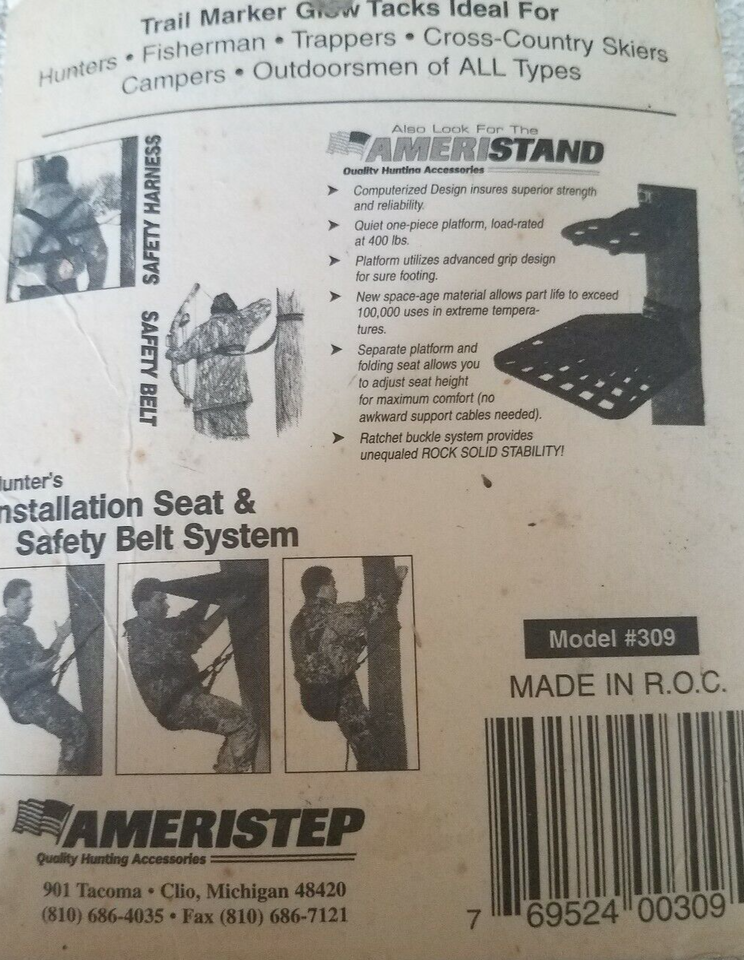 Trail Marker Glow Tacks Ideal For
Hunters • Fisherman • Trappers • Cross-Country Skiers
Campers • Outdoorsmen of ALL Types
SAFETY HARNESS
SAFETY BELT
Also Look For The
AMERISTAND
Quality Hunting Accessories
➤ Computerized Design insures superior strength
and reliability.
➤ Quiet one-piece platform, load-rated
at 400 lbs.
➤ Platform utilizes advanced grip design
for sure footing.
➤ New space-age material allows part life to exceed
100,000 uses in extreme tempera-
tures.
➤ Separate platform and
folding seat allows you
to adjust seat height
for maximum comfort (no
awkward support cables needed).
➤ Ratchet buckle system provides
unequaled ROCK SOLID STABILITY!
unter's
nstallation Seat &
Safety Belt System
Model #309
MADE IN R.O.C.
AMERISTEP
Quality Hunting Accessories
901 Tacoma • Clio, Michigan 48420
(810) 686-4035 • Fax (810) 686-7121
7 69524 00309